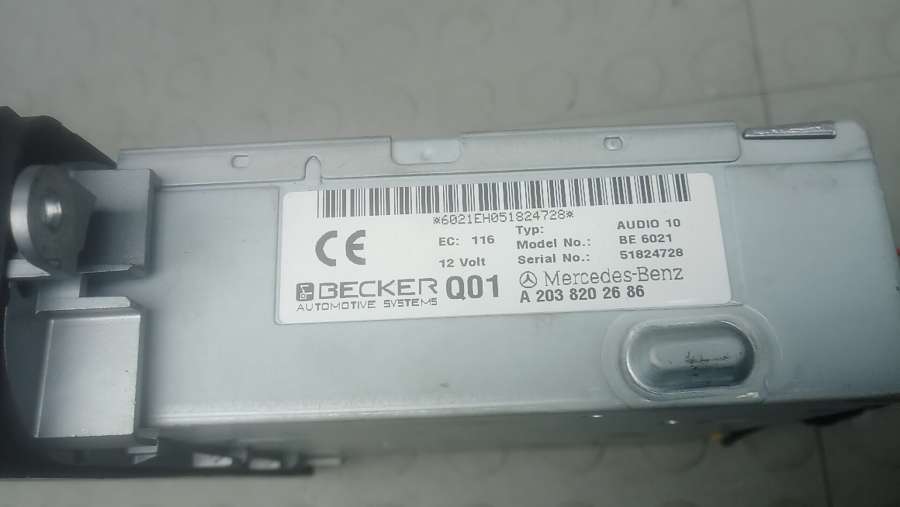 *6021EH051824728*
CE
EC: 116
12 Volt
Typ: AUDIO 10
Model No.: BE 6021
Serial No.: 51824728
BECKER
AUTOMOTIVE SYSTEMS
Q01
Mercedes-Benz
A 203 820 26 86